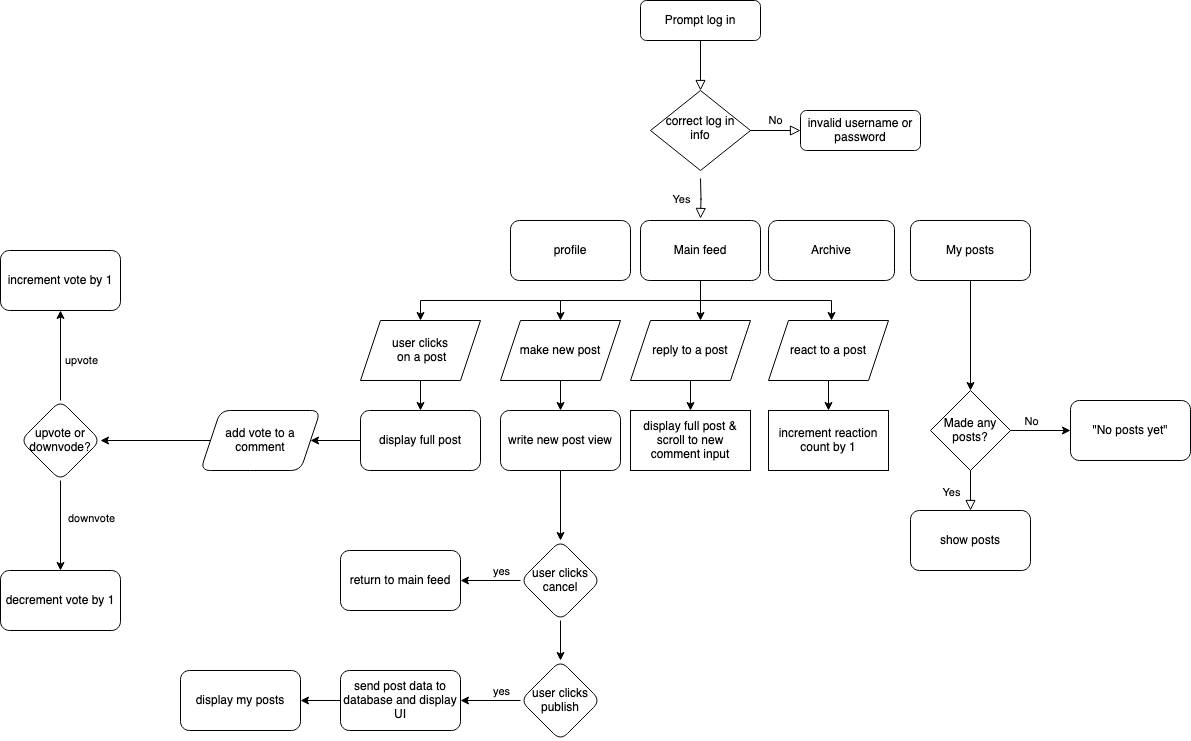 Prompt log in
correct log in
info
No
invalid username or
password
Yes
profile
Main feed
Archive
My posts
increment vote by 1
user clicks
on a post
make new post
reply to a post
react to a post
upvote
upvote or
downvode?
add vote to a
comment
display full post
write new post view
display full post &
scroll to new
comment input
increment reaction
count by 1
Made any
posts?
No
"No posts yet"
Yes
downvote
show posts
decrement vote by 1
return to main feed
yes
user clicks
cancel
display my posts
send post data to
database and display
UI
yes
user clicks
publish